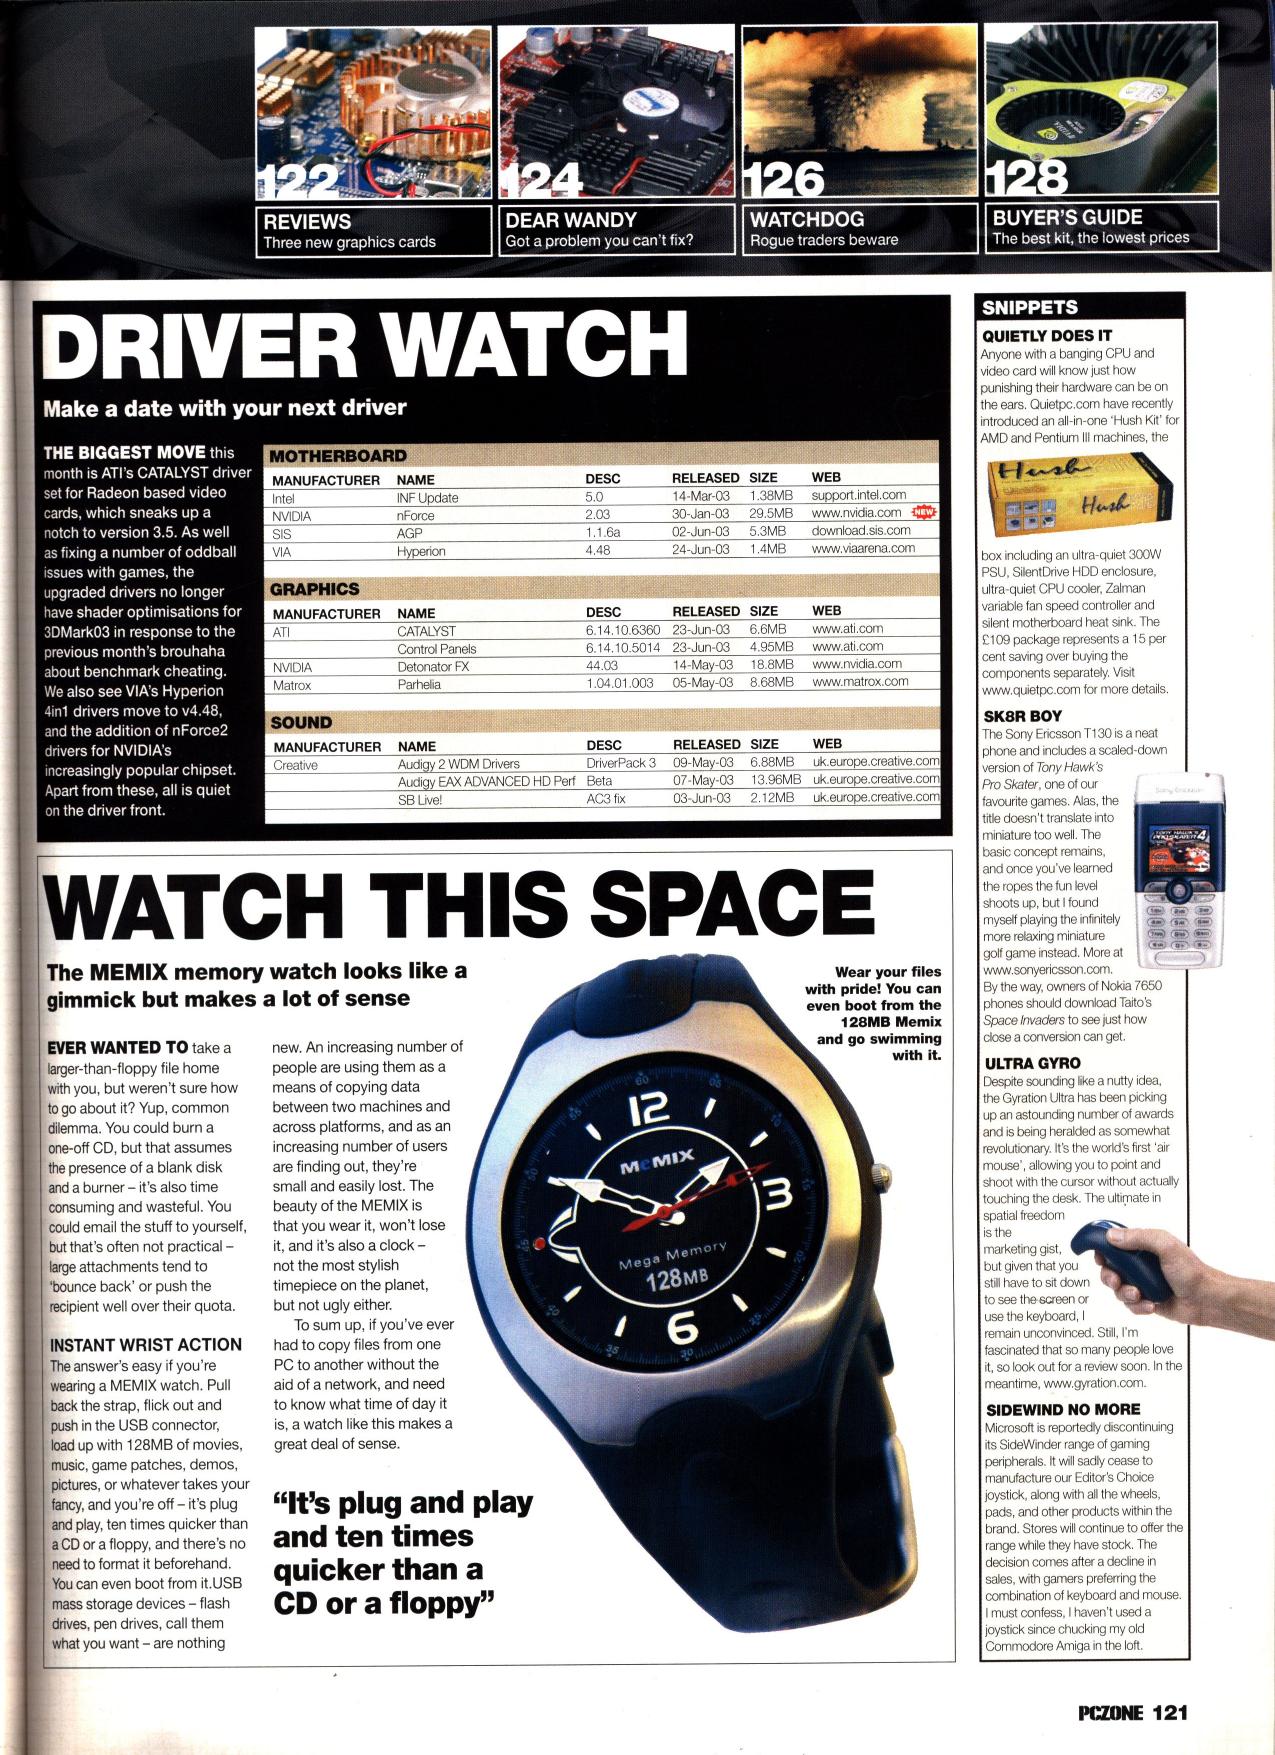 122
REVIEWS
Three new graphics cards
124
DEAR WANDY
Got a problem you can't fix?
126
WATCHDOG
Rogue traders beware
128
BUYER'S GUIDE
The best kit, the lowest prices
DRIVER WATCH
Make a date with your next driver
THE BIGGEST MOVE this
month is ATI's CATALYST driver
set for Radeon based video
cards, which sneaks up a
notch to version 3.5. As well
as fixing a number of oddball
issues with games, the
upgraded drivers no longer
have shader optimisations for
3DMark03 in response to the
previous month's brouhaha
about benchmark cheating.
We also see VIA's Hyperion
4in1 drivers move to v4.48,
and the addition of nForce2
drivers for NVIDIA's
increasingly popular chipset.
Apart from these, all is quiet
on the driver front.
MOTHERBOARD
MANUFACTURER NAME DESC RELEASED SIZE WEB
Intel INF Update 5.0 14-Mar-03 1.38MB support.intel.com
NVIDIA nForce 2.03 30-Jan-03 29.5MB www.nvidia.com NEW
SIS AGP 1.1.6a 02-Jun-03 5.3MB download.sis.com
VIA Hyperion 4.48 24-Jun-03 1.4MB www.viaarena.com
GRAPHICS
MANUFACTURER NAME DESC RELEASED SIZE WEB
ATI CATALYST 6.14.10.6360 23-Jun-03 6.6MB www.ati.com
Control Panels 6.14.10.5014 23-Jun-03 4.95MB www.ati.com
NVIDIA Detonator FX 44.03 14-May-03 18.8MB www.nvidia.com
Matrox Parhelia 1.04.01.003 05-May-03 8.68MB www.matrox.com
SOUND
MANUFACTURER NAME DESC RELEASED SIZE WEB
Creative Audigy 2 WDM Drivers DriverPack 3 09-May-03 6.88MB uk.europe.creative.com
Audigy EAX ADVANCED HD Perf Beta 07-May-03 13.96MB uk.europe.creative.com
SB Live! AC3 fix 03-Jun-03 2.12MB uk.europe.creative.com
WATCH THIS SPACE
The MEMIX memory watch looks like a
gimmick but makes a lot of sense
EVER WANTED TO take a
larger-than-floppy file home
with you, but weren't sure how
to go about it? Yup, common
dilemma. You could burn a
one-off CD, but that assumes
the presence of a blank disk
and a burner – it's also time
consuming and wasteful. You
could email the stuff to yourself,
but that's often not practical –
large attachments tend to
'bounce back' or push the
recipient well over their quota.
INSTANT WRIST ACTION
The answer's easy if you're
wearing a MEMIX watch. Pull
back the strap, flick out and
push in the USB connector,
load up with 128MB of movies,
music, game patches, demos,
pictures, or whatever takes your
fancy, and you're off – it's plug
and play, ten times quicker than
a CD or a floppy, and there's no
need to format it beforehand.
You can even boot from it.USB
mass storage devices – flash
drives, pen drives, call them
what you want – are nothing
new. An increasing number of
people are using them as a
means of copying data
between two machines and
across platforms, and as an
increasing number of users
are finding out, they're
small and easily lost. The
beauty of the MEMIX is
that you wear it, won't lose
it, and it's also a clock –
not the most stylish
timepiece on the planet,
but not ugly either.
To sum up, if you've ever
had to copy files from one
PC to another without the
aid of a network, and need
to know what time of day it
is, a watch like this makes a
great deal of sense.
"It's plug and play
and ten times
quicker than a
CD or a floppy"
Wear your files
with pride! You can
even boot from the
128MB Memix
and go swimming
with it.
60
05
10
15
20
25
30
35
40
45
50
55
12
3
6
MeMIX
Mega Memory
128MB
SNIPPETS
QUIETLY DOES IT
Anyone with a banging CPU and
video card will know just how
punishing their hardware can be on
the ears. Quietpc.com have recently
introduced an all-in-one 'Hush Kit' for
AMD and Pentium III machines, the
Hush
Hush
box including an ultra-quiet 300W
PSU, SilentDrive HDD enclosure,
ultra-quiet CPU cooler, Zalman
variable fan speed controller and
silent motherboard heat sink. The
£109 package represents a 15 per
cent saving over buying the
components separately. Visit
www.quietpc.com for more details.
SK8R BOY
The Sony Ericsson T130 is a neat
phone and includes a scaled-down
version of Tony Hawk's
Pro Skater, one of our
favourite games. Alas, the
title doesn't translate into
miniature too well. The
basic concept remains,
and once you've learned
the ropes the fun level
shoots up, but I found
myself playing the infinitely
more relaxing miniature
golf game instead. More at
www.sonyericsson.com.
By the way, owners of Nokia 7650
phones should download Taito's
Space Invaders to see just how
close a conversion can get.
Sony Ericsson
TONY HAWK'S
PRO SKATER 4
ULTRA GYRO
Despite sounding like a nutty idea,
the Gyration Ultra has been picking
up an astounding number of awards
and is being heralded as somewhat
revolutionary. It's the world's first 'air
mouse', allowing you to point and
shoot with the cursor without actually
touching the desk. The ultimate in
spatial freedom
is the
marketing gist,
but given that you
still have to sit down
to see the screen or
use the keyboard, I
remain unconvinced. Still, I'm
fascinated that so many people love
it, so look out for a review soon. In the
meantime, www.gyration.com.
SIDEWIND NO MORE
Microsoft is reportedly discontinuing
its SideWinder range of gaming
peripherals. It will sadly cease to
manufacture our Editor's Choice
joystick, along with all the wheels,
pads, and other products within the
brand. Stores will continue to offer the
range while they have stock. The
decision comes after a decline in
sales, with gamers preferring the
combination of keyboard and mouse.
I must confess, I haven't used a
joystick since chucking my old
Commodore Amiga in the loft.
PCZONE 121